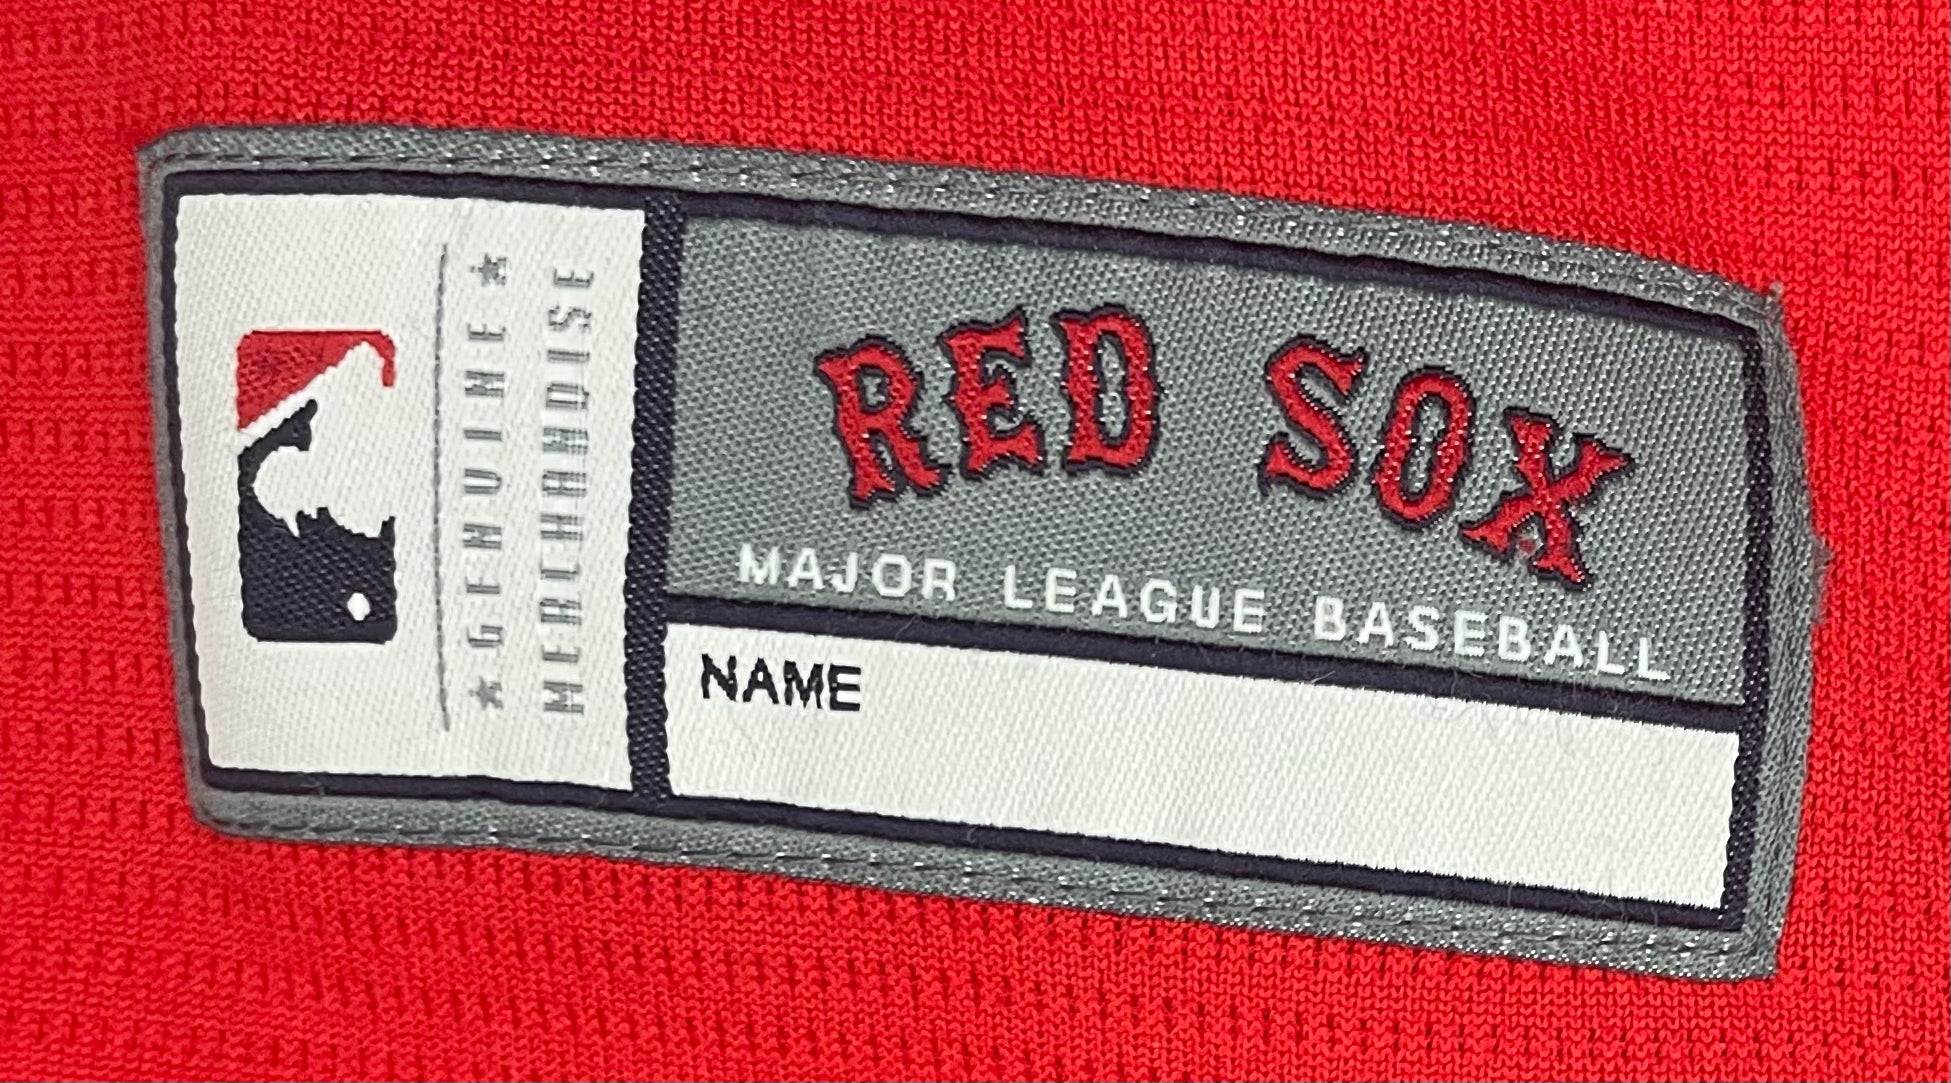 ★ GENUINE ★
MERCHANDISE
RED SOX
MAJOR LEAGUE BASEBALL
NAME